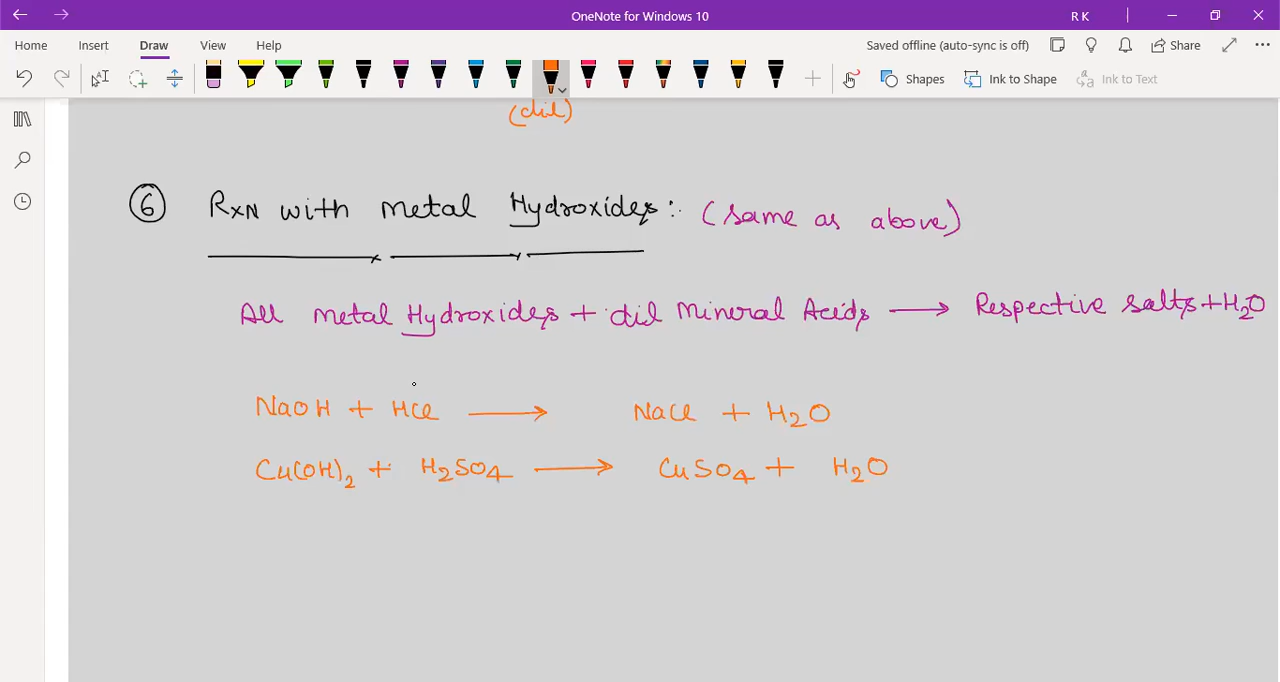 OneNote for Windows 10
R K
Home Insert Draw View Help
Saved offline (auto-sync is off) Share
Shapes Ink to Shape Ink to Text
(dil)
6 RxN with Metal Hydroxides:- (same as above)
All metal Hydroxides + dil Mineral Acids → Respective salts + H2O
NaOH + HCl → NaCl + H2O
Cu(OH)2 + H2SO4 → CuSO4 + H2O